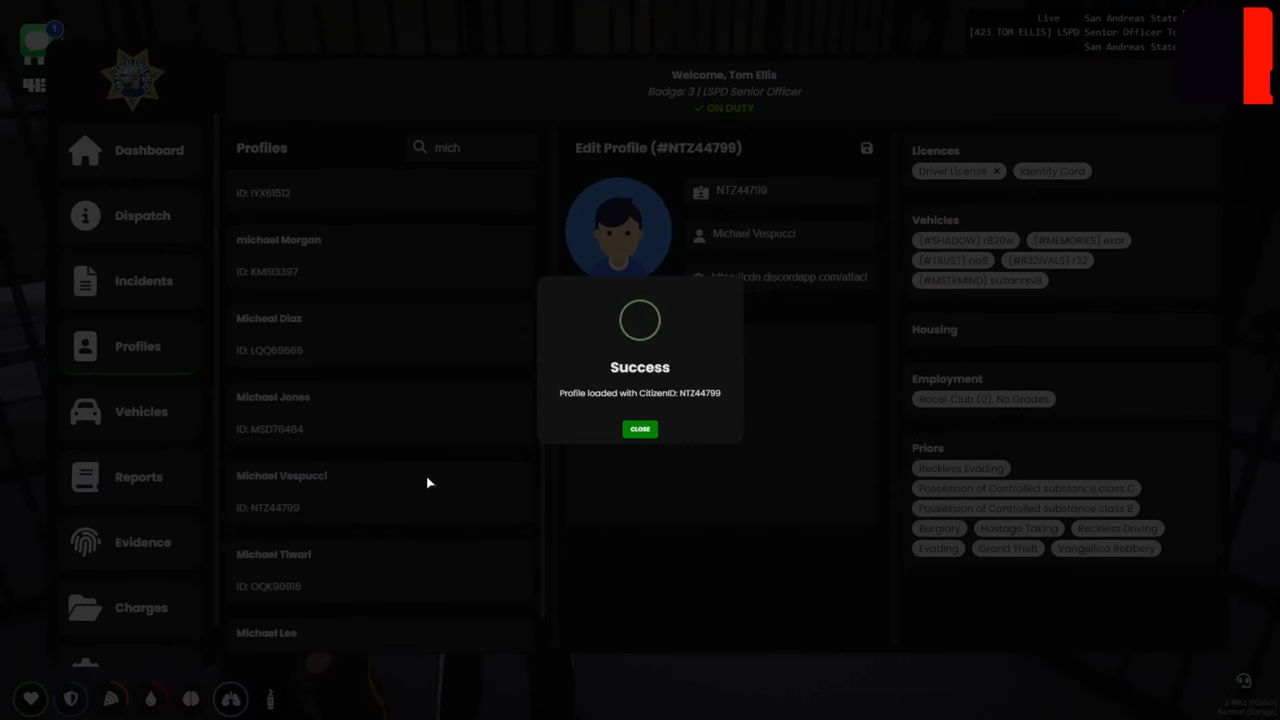 1
Live San Andreas State
[423 TOM ELLIS] LSPD Senior Officer To
San Andreas State
Welcome, Tom Ellis
Badge: 3 | LSPD Senior Officer
ON DUTY
Dashboard
Dispatch
Incidents
Profiles
Vehicles
Reports
Evidence
Charges
Profiles
mich
ID: IYX61512
michael Morgan
ID: KMI93397
Micheal Diaz
ID: LQQ69665
Michael Jones
ID: MSD76484
Michael Vespucci
ID: NTZ44799
Michael Tiwari
ID: OQK90916
Michael Lee
Edit Profile (#NTZ44799)
NTZ44799
Michael Vespucci
https://cdn.discordapp.com/attacl
Success
Profile loaded with CitizenID: NTZ44799
CLOSE
Licences
Driver License × Identity Card
Vehicles
(#SHADOW) r820w (#MEMORIES) exor
(#TRUST) na6 (#R32IVALS) r32
(#MSTRMIND) sultanrsv8
Housing
Employment
Racer Club (0), No Grades
Priors
Reckless Evading
Possession of Controlled substance class C
Possession of Controlled substance class B
Burglary Hostage Taking Reckless Driving
Evading Grand Theft Vangellico Robbery